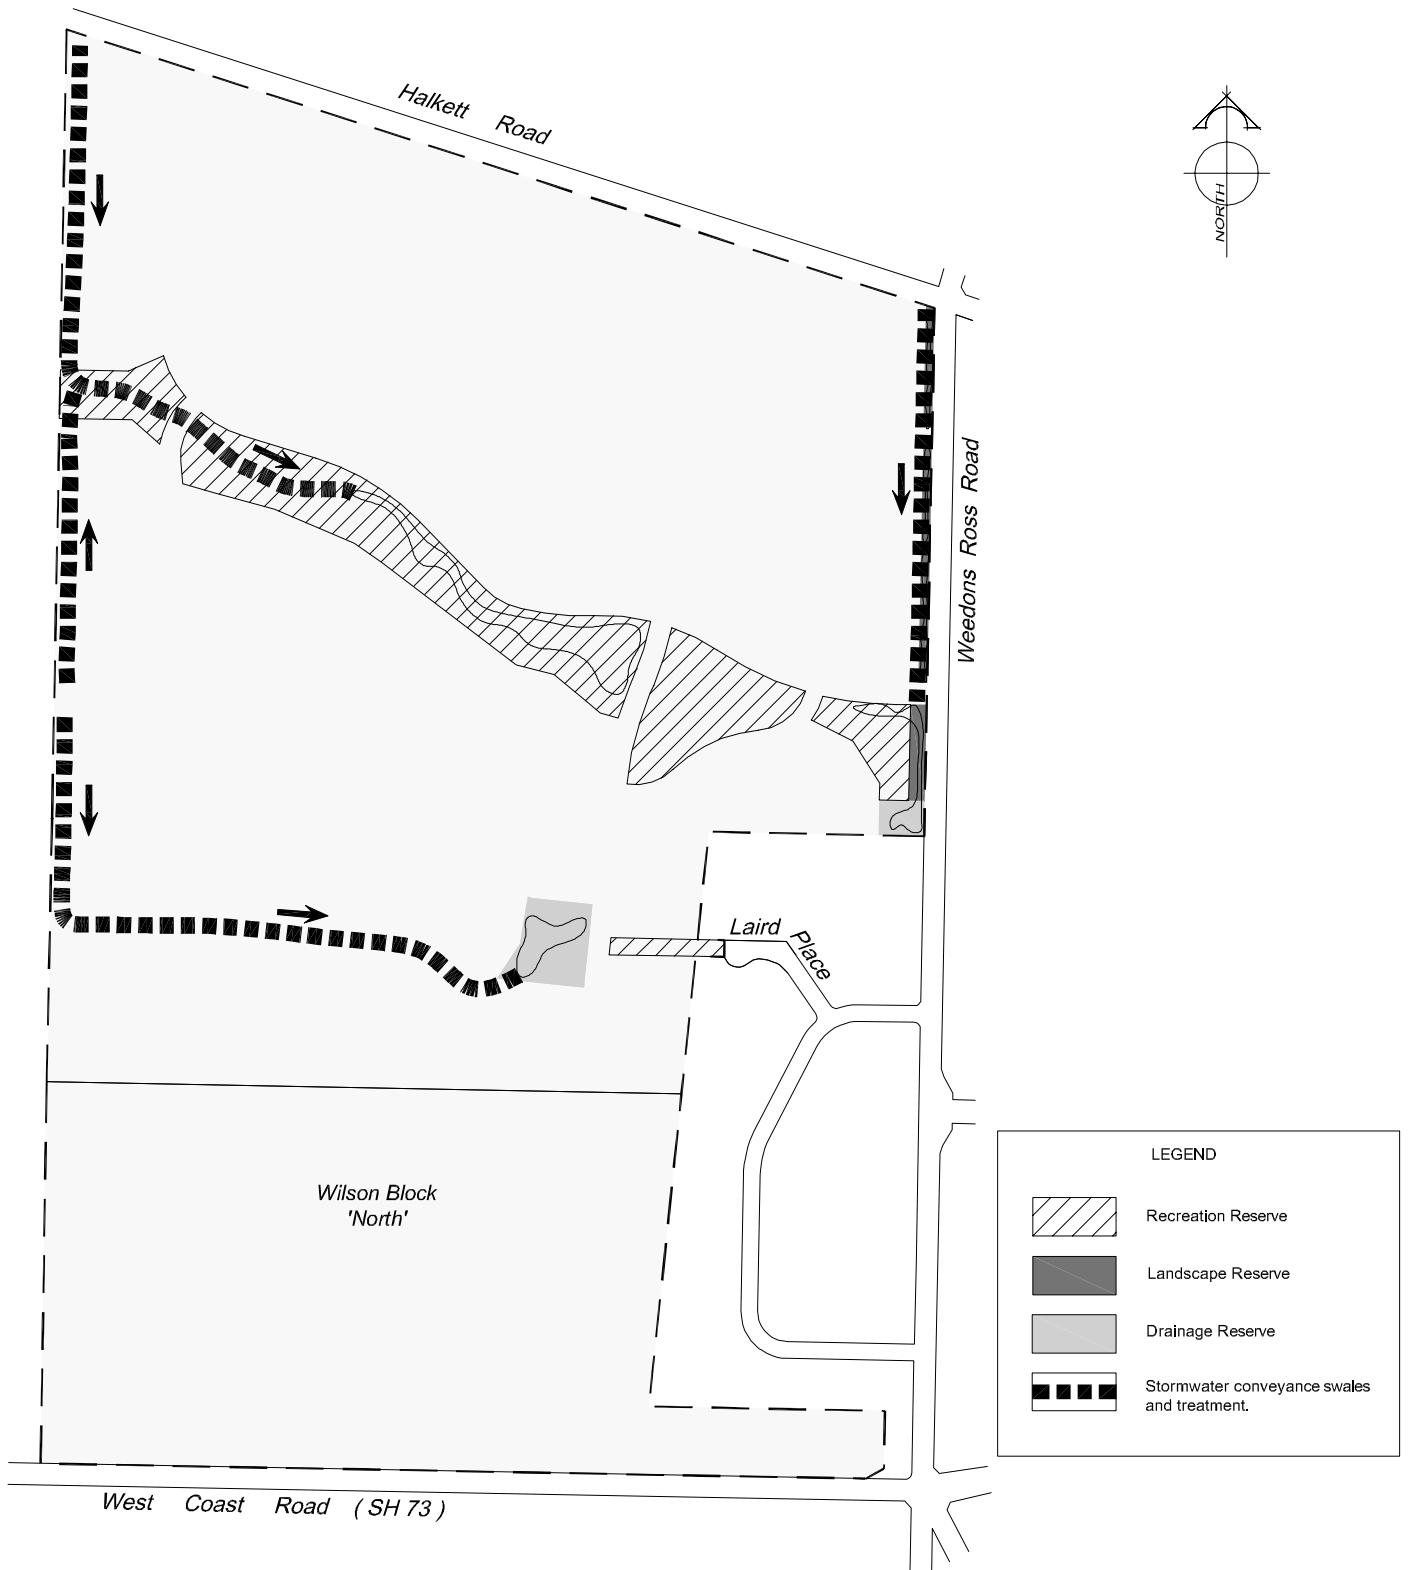 Halkett Road
NORTH
Weedons Ross Road
Laird
Place
LEGEND
Recreation Reserve
Landscape Reserve
Drainage Reserve
Stormwater conveyance swales
and treatment.
Wilson Block
'North'
West Coast Road ( SH 73 )